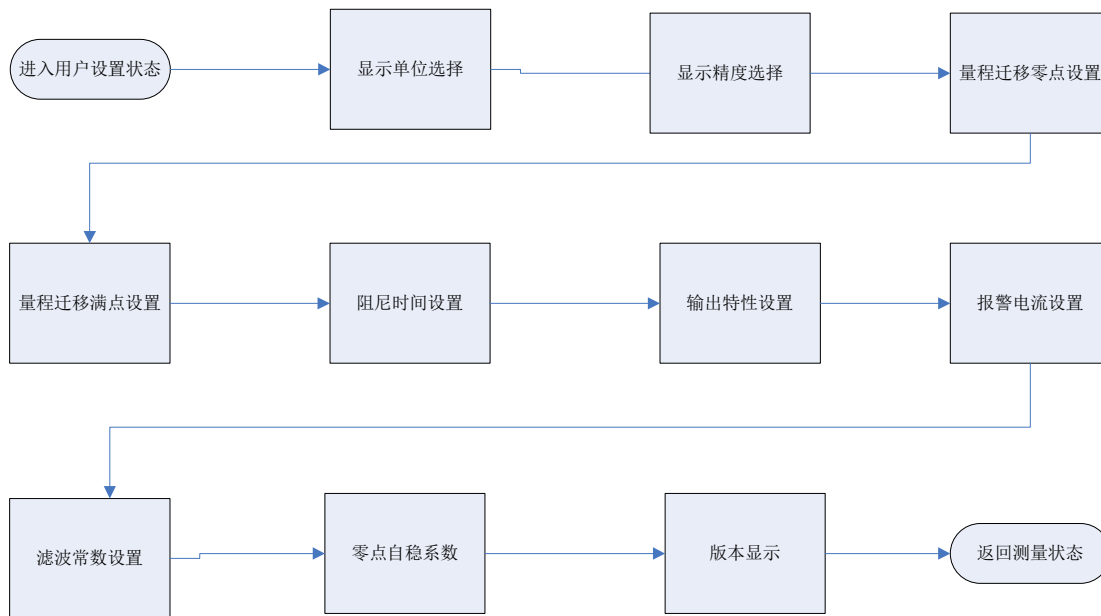 进入用户设置状态
显示单位选择
显示精度选择
量程迁移零点设置
量程迁移满点设置
阻尼时间设置
输出特性设置
报警电流设置
滤波常数设置
零点自稳系数
版本显示
返回测量状态